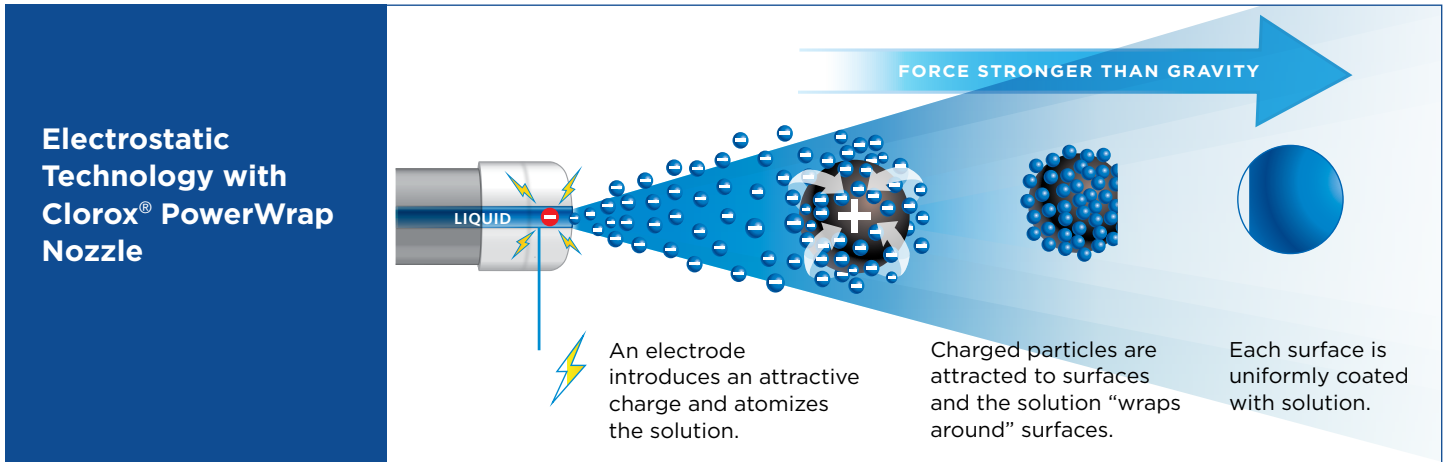 Electrostatic
Technology with
Clorox® PowerWrap
Nozzle
FORCE STRONGER THAN GRAVITY
LIQUID
An electrode
introduces an attractive
charge and atomizes
the solution.
Charged particles are
attracted to surfaces
and the solution “wraps
around” surfaces.
Each surface is
uniformly coated
with solution.